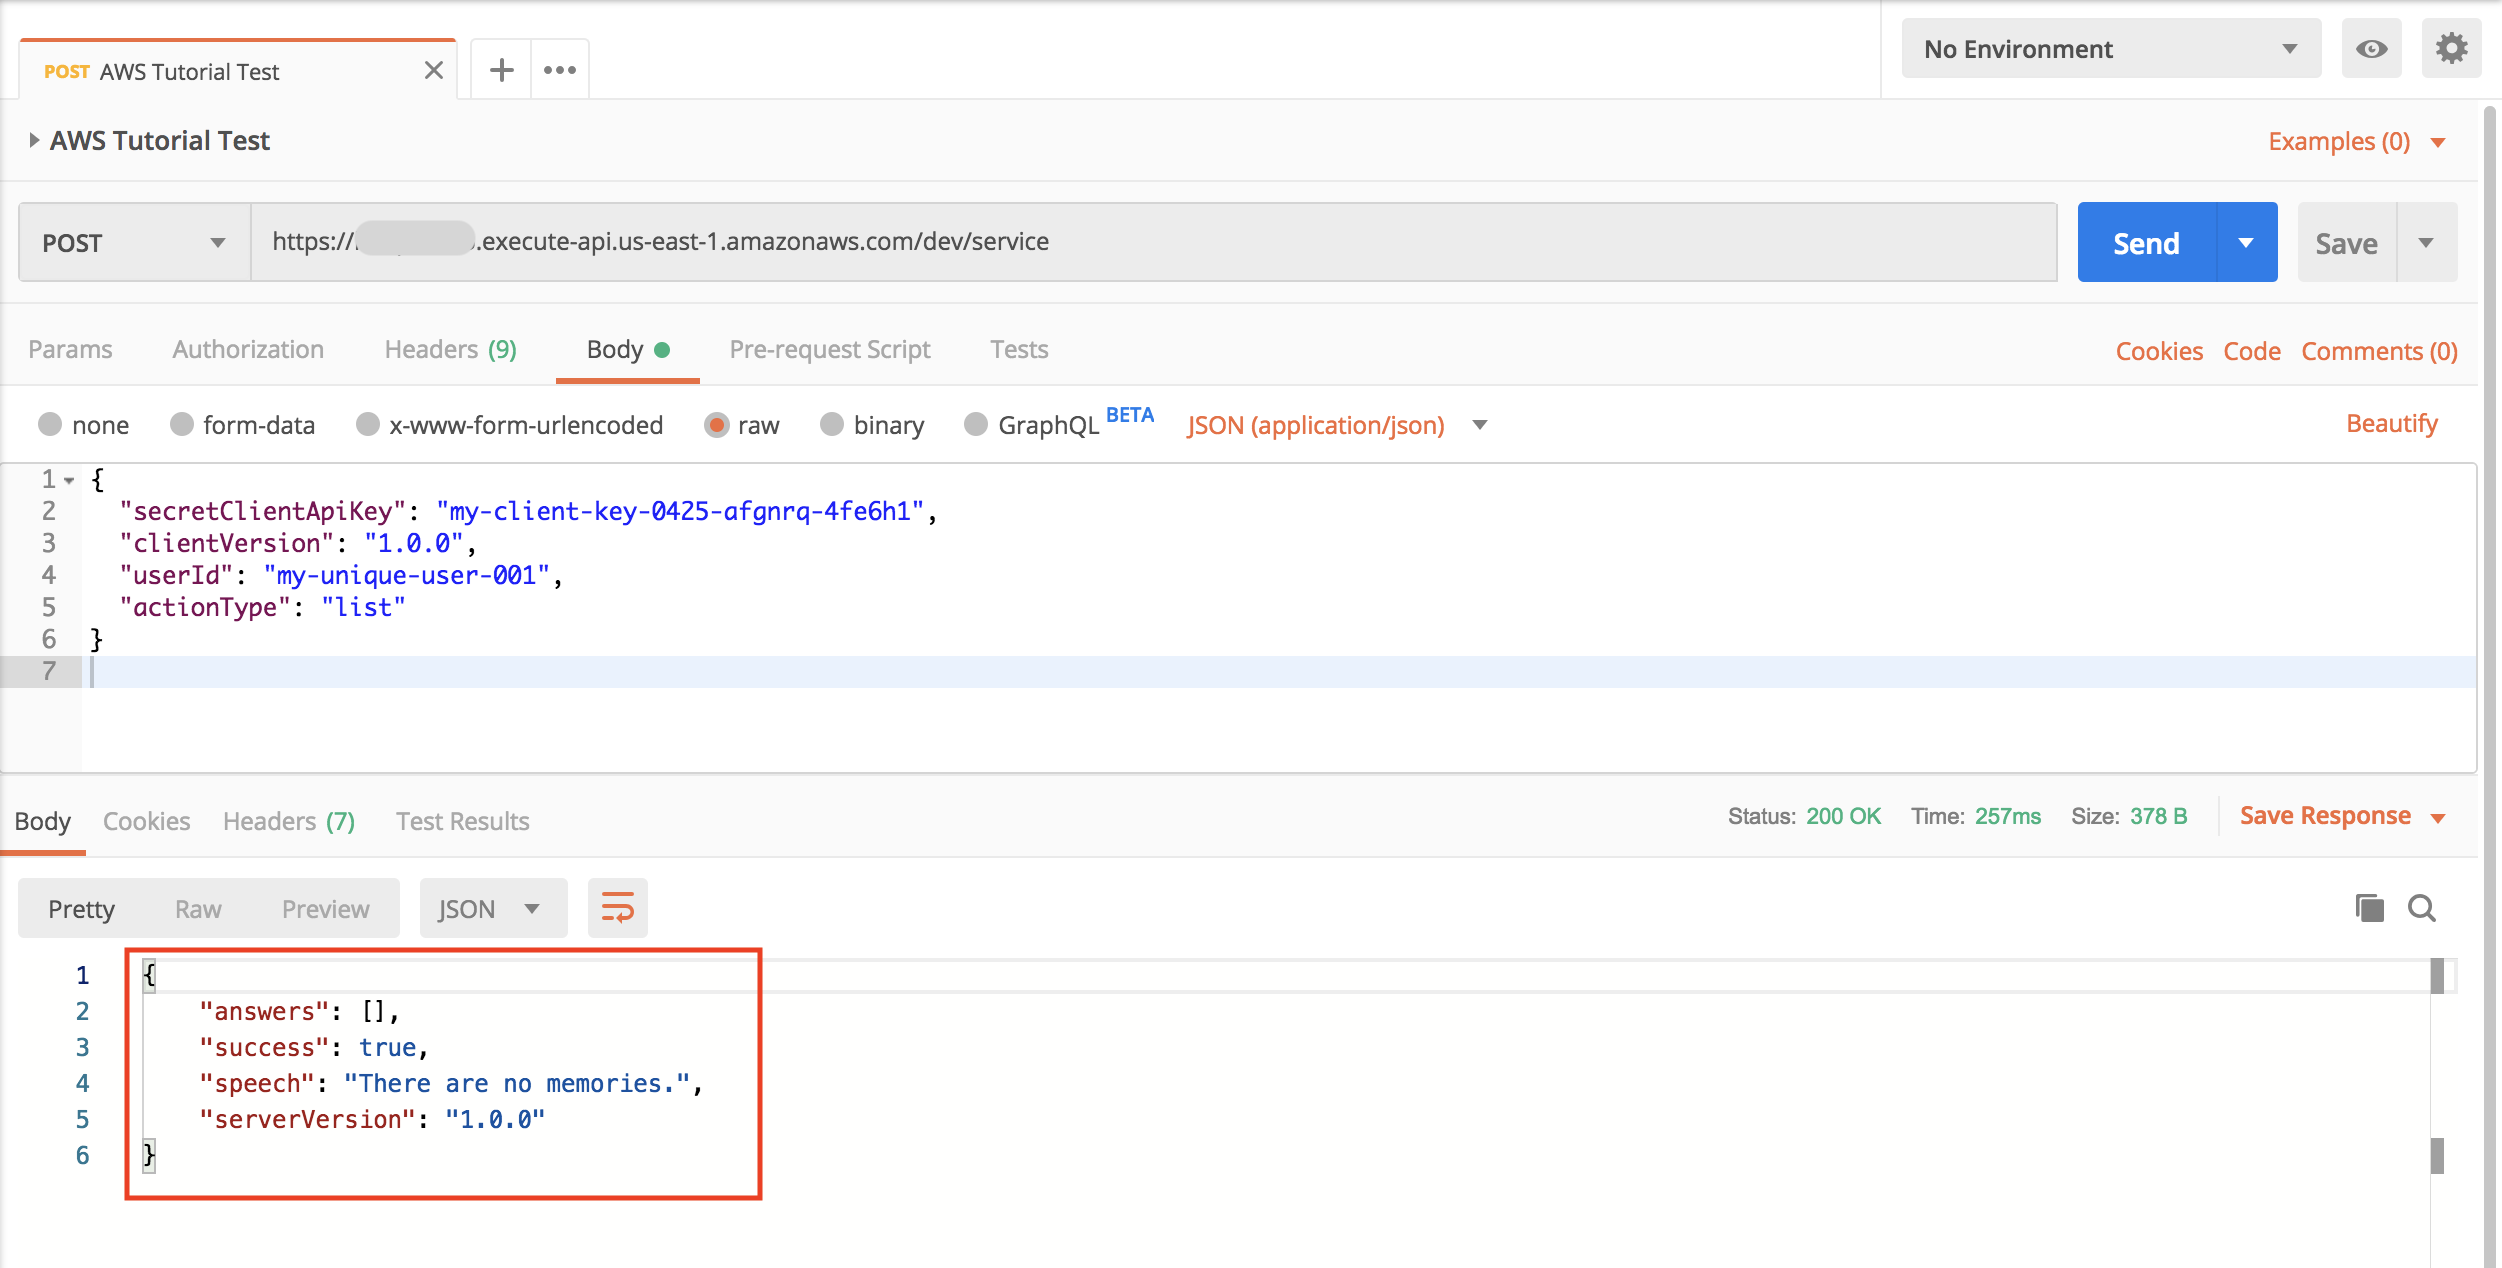 POST AWS Tutorial Test
No Environment
AWS Tutorial Test
Examples (0)
POST
https://.execute-api.us-east-1.amazonaws.com/dev/service
Send
Save
Params Authorization Headers (9) Body Pre-request Script Tests
Cookies Code Comments (0)
none form-data x-www-form-urlencoded raw binary GraphQL BETA JSON (application/json)
Beautify
1 {
2 "secretClientApiKey": "my-client-key-0425-afgnrq-4fe6h1",
3 "clientVersion": "1.0.0",
4 "userId": "my-unique-user-001",
5 "actionType": "list"
6 }
7
Body Cookies Headers (7) Test Results
Status: 200 OK Time: 257ms Size: 378 B
Save Response
Pretty Raw Preview JSON
1 {
2 "answers": [],
3 "success": true,
4 "speech": "There are no memories.",
5 "serverVersion": "1.0.0"
6 }